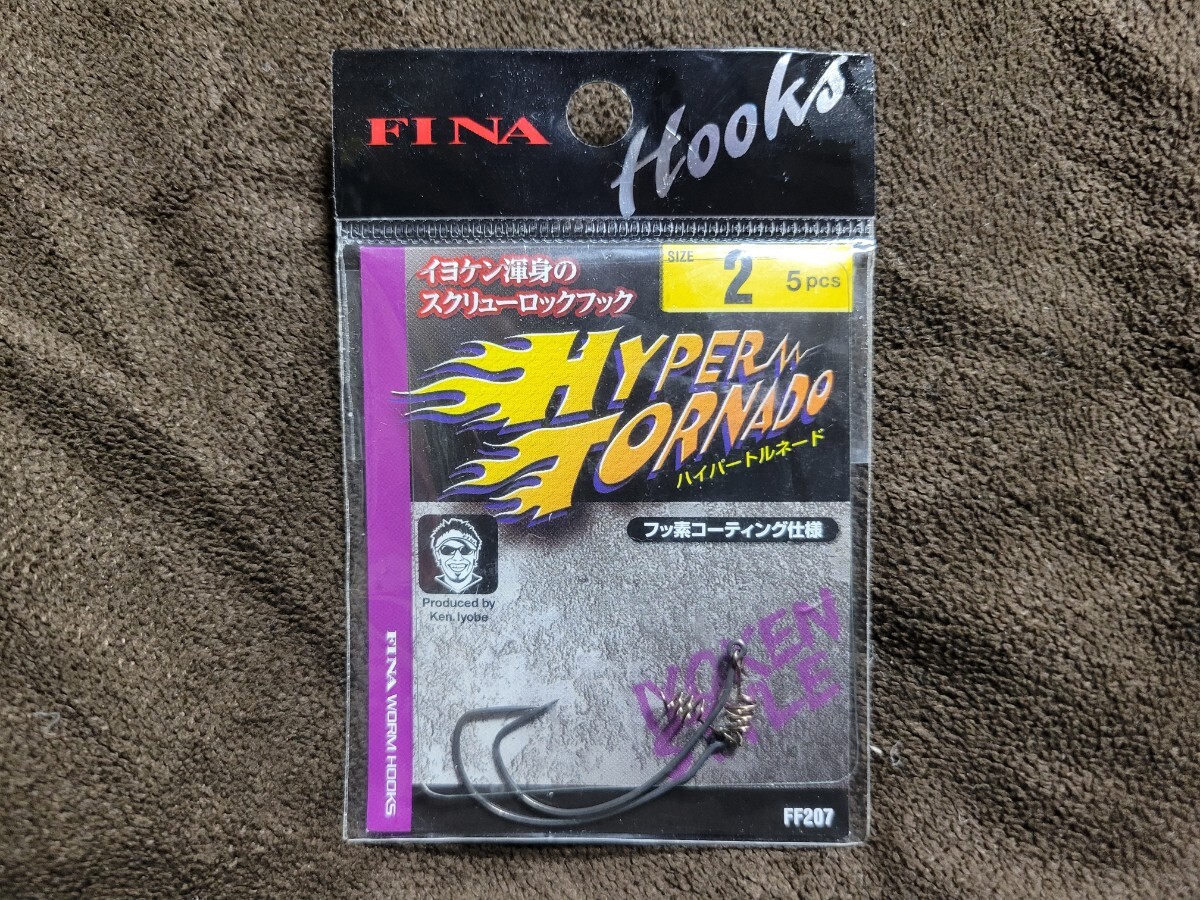 FINA
Hooks
イヨケン渾身の
スクリューロックフック
SIZE 2 5 pcs
HYPER
TORNADO
ハイパートルネード
フッ素コーティング仕様
Produced by
Ken.Iyobe
IYOKEN
STYLE
FINA WORM HOOKS
FF207